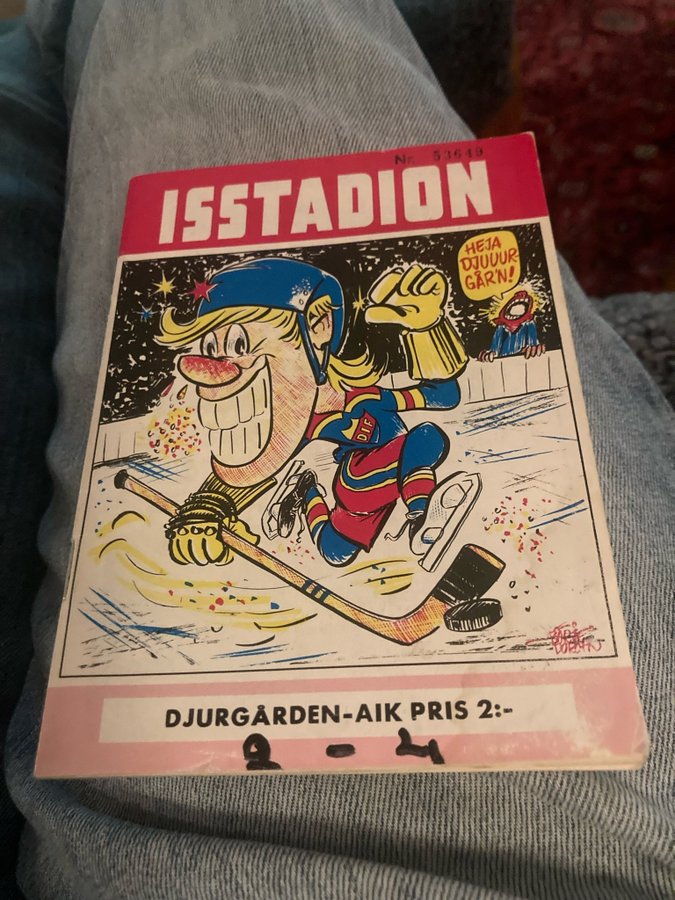 Nr. 53649
ISSTADION
HEJA
DJUUUR-
GÅR'N!
DIF
DJURGÅRDEN-AIK PRIS 2:-
2 - 4